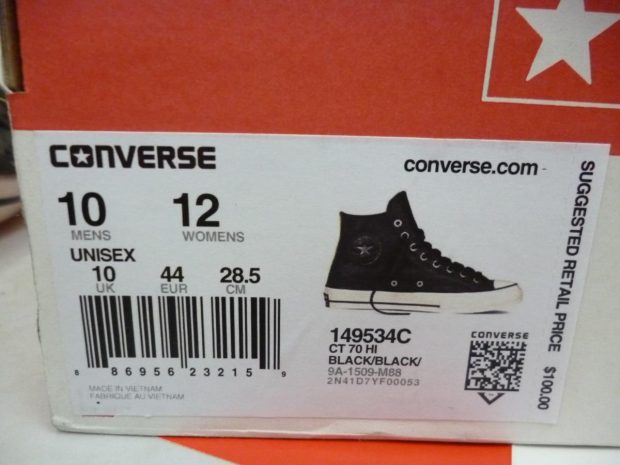 CONVERSE
converse.com
10 12
MENS WOMENS
UNISEX
10 44 28.5
UK EUR CM
8 86956 23215 9
MADE IN VIETNAM
FABRIQUE AU VIETNAM
149534C
CT 70 HI
BLACK/BLACK/
9A-1509-M88
2N41D7YF00053
CONVERSE
SUGGESTED RETAIL PRICE $100.00